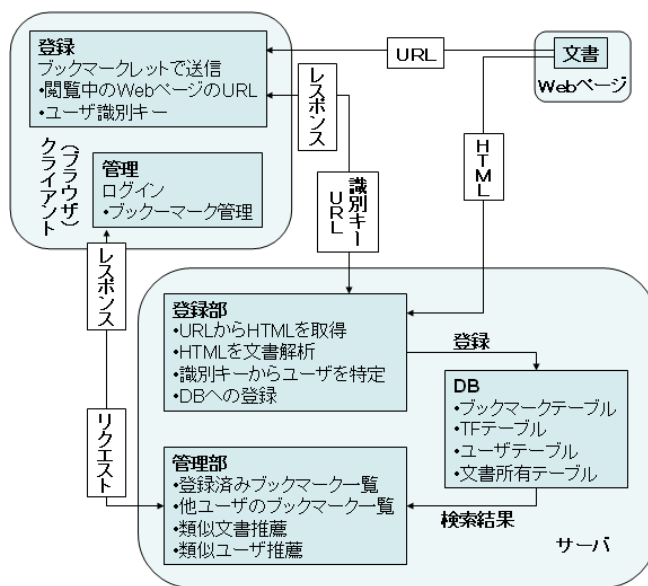 登録
ブックマークレットで送信
•閲覧中のWebページのURL
•ユーザ識別キー
管理
ログイン
•ブックーマーク管理
クライアント
(ブラウザ)
URL
文書
Webページ
レスポンス
識別キー
URL
HTML
レスポンス
リクエスト
登録部
•URLからHTMLを取得
•HTMLを文書解析
•識別キーからユーザを特定
•DBへの登録
登録
DB
•ブックマークテーブル
•TFテーブル
•ユーザテーブル
•文書所有テーブル
管理部
•登録済みブックマーク一覧
•他ユーザのブックマーク一覧
•類似文書推薦
•類似ユーザ推薦
検索結果
サーバ